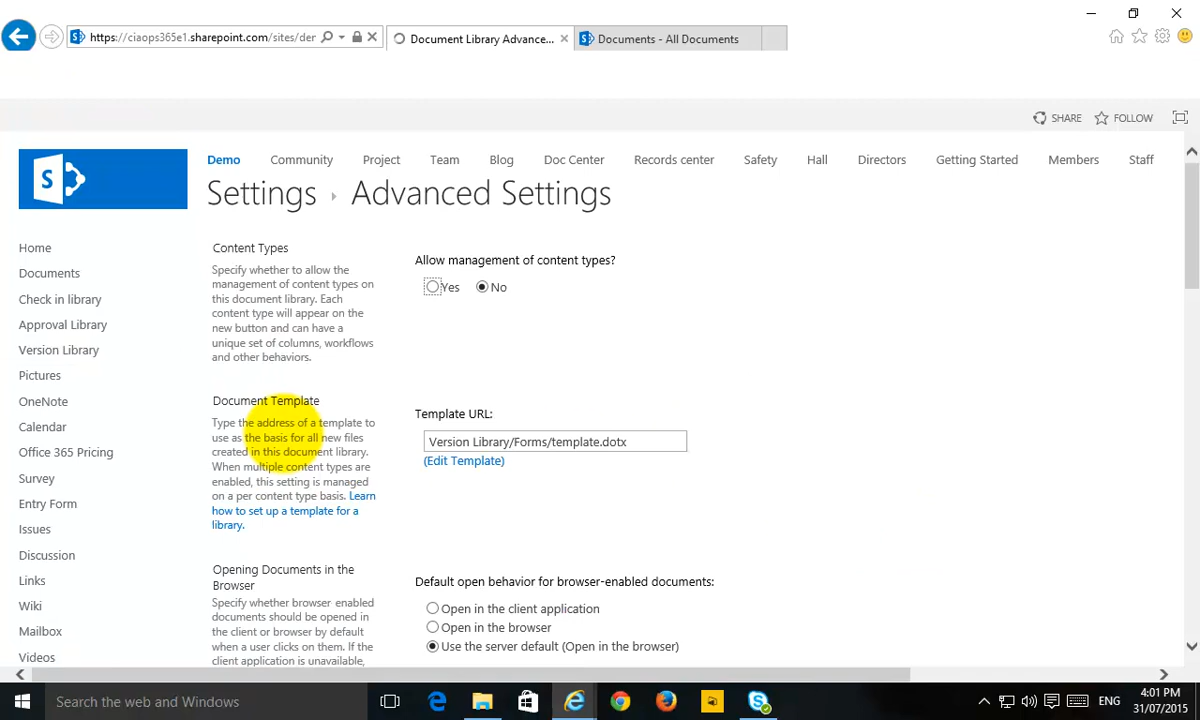 https://ciaops365e1.sharepoint.com/sites/der
Document Library Advance...
Documents - All Documents
SHARE
FOLLOW
S
Demo
Community
Project
Team
Blog
Doc Center
Records center
Safety
Hall
Directors
Getting Started
Members
Staff
Settings
Advanced Settings
Home
Documents
Check in library
Approval Library
Version Library
Pictures
OneNote
Calendar
Office 365 Pricing
Survey
Entry Form
Issues
Discussion
Links
Wiki
Mailbox
Videos
Content Types
Specify whether to allow the
management of content types on
this document library. Each
content type will appear on the
new button and can have a
unique set of columns, workflows
and other behaviors.
Allow management of content types?
Yes
No
Document Template
Type the address of a template to
use as the basis for all new files
created in this document library.
When multiple content types are
enabled, this setting is managed
on a per content type basis. Learn
how to set up a template for a
library.
Template URL:
Version Library/Forms/template.dotx
(Edit Template)
Opening Documents in the
Browser
Specify whether browser-enabled
documents should be opened in
the client or browser by default
when a user clicks on them. If the
client application is unavailable,
Default open behavior for browser-enabled documents:
Open in the client application
Open in the browser
Use the server default (Open in the browser)
Search the web and Windows
ENG
4:01 PM
31/07/2015